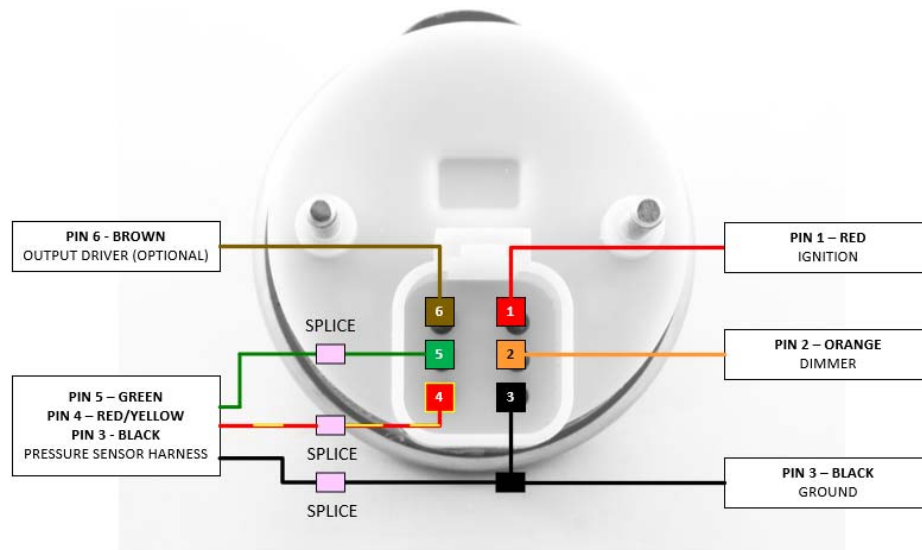 PIN 6 - BROWN
OUTPUT DRIVER (OPTIONAL)
PIN 1 – RED
IGNITION
6
1
SPLICE
5
2
PIN 2 – ORANGE
DIMMER
4
3
PIN 5 – GREEN
PIN 4 – RED/YELLOW
PIN 3 - BLACK
PRESSURE SENSOR HARNESS
SPLICE
PIN 3 – BLACK
GROUND
SPLICE